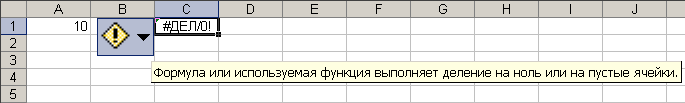 A B C D E F G H I J
1 10 #ДЕЛ/0!
2
3
Формула или используемая функция выполняет деление на ноль или на пустые ячейки.
4
5